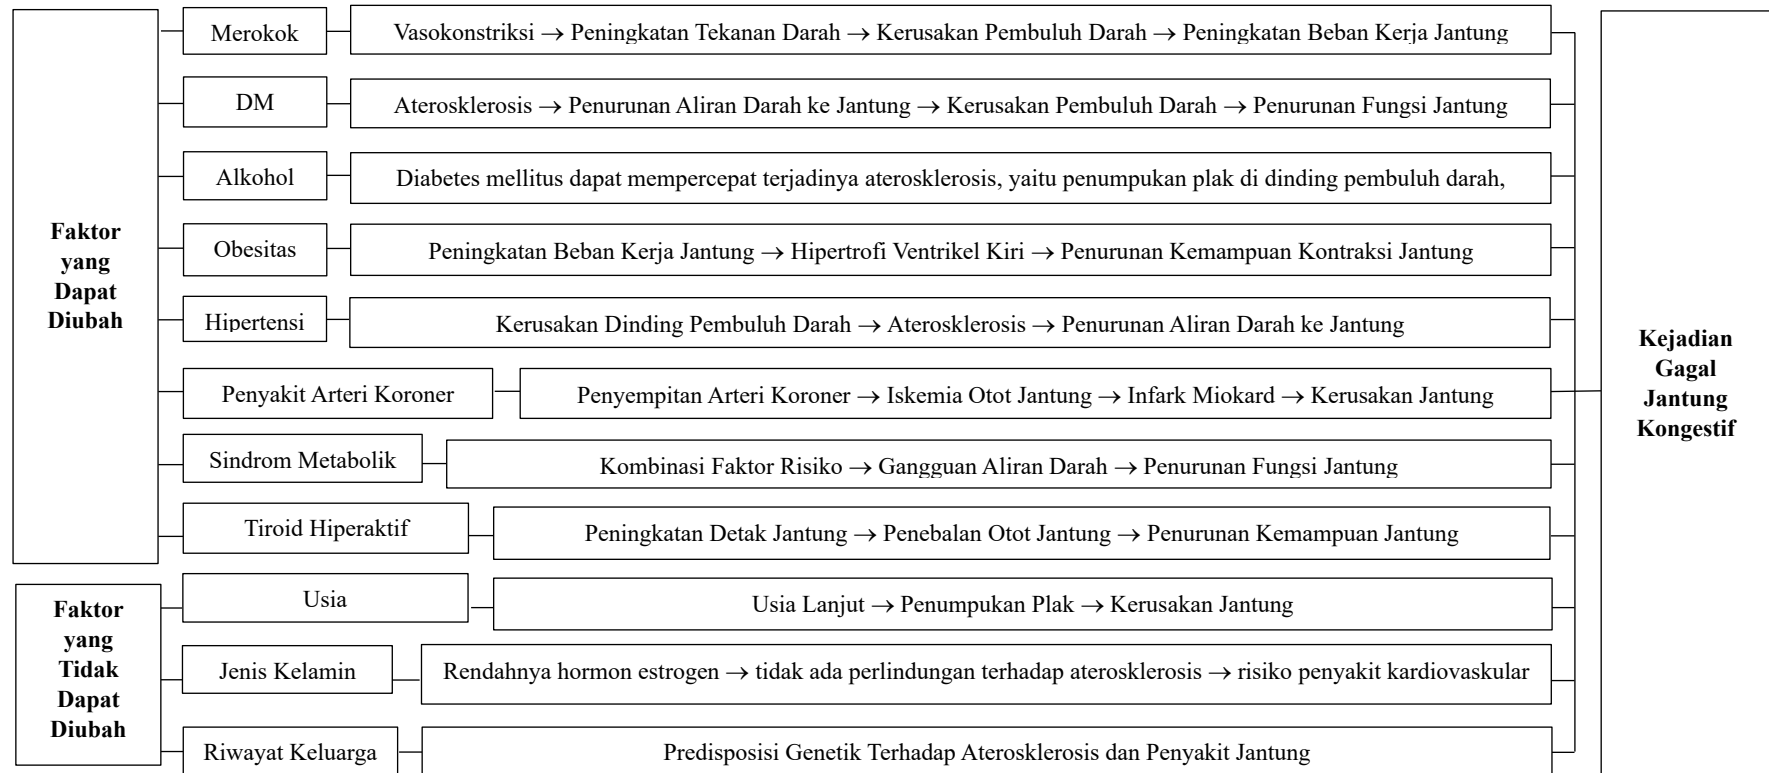 Faktor
yang
Dapat
Diubah
Merokok
Vasokonstriksi → Peningkatan Tekanan Darah → Kerusakan Pembuluh Darah → Peningkatan Beban Kerja Jantung
DM
Aterosklerosis → Penurunan Aliran Darah ke Jantung → Kerusakan Pembuluh Darah → Penurunan Fungsi Jantung
Alkohol
Diabetes mellitus dapat mempercepat terjadinya aterosklerosis, yaitu penumpukan plak di dinding pembuluh darah,
Obesitas
Peningkatan Beban Kerja Jantung → Hipertrofi Ventrikel Kiri → Penurunan Kemampuan Kontraksi Jantung
Hipertensi
Kerusakan Dinding Pembuluh Darah → Aterosklerosis → Penurunan Aliran Darah ke Jantung
Penyakit Arteri Koroner
Penyempitan Arteri Koroner → Iskemia Otot Jantung → Infark Miokard → Kerusakan Jantung
Sindrom Metabolik
Kombinasi Faktor Risiko → Gangguan Aliran Darah → Penurunan Fungsi Jantung
Tiroid Hiperaktif
Peningkatan Detak Jantung → Penebalan Otot Jantung → Penurunan Kemampuan Jantung
Faktor
yang
Tidak
Dapat
Diubah
Usia
Usia Lanjut → Penumpukan Plak → Kerusakan Jantung
Jenis Kelamin
Rendahnya hormon estrogen → tidak ada perlindungan terhadap aterosklerosis → risiko penyakit kardiovaskular
Riwayat Keluarga
Predisposisi Genetik Terhadap Aterosklerosis dan Penyakit Jantung
Kejadian
Gagal
Jantung
Kongestif